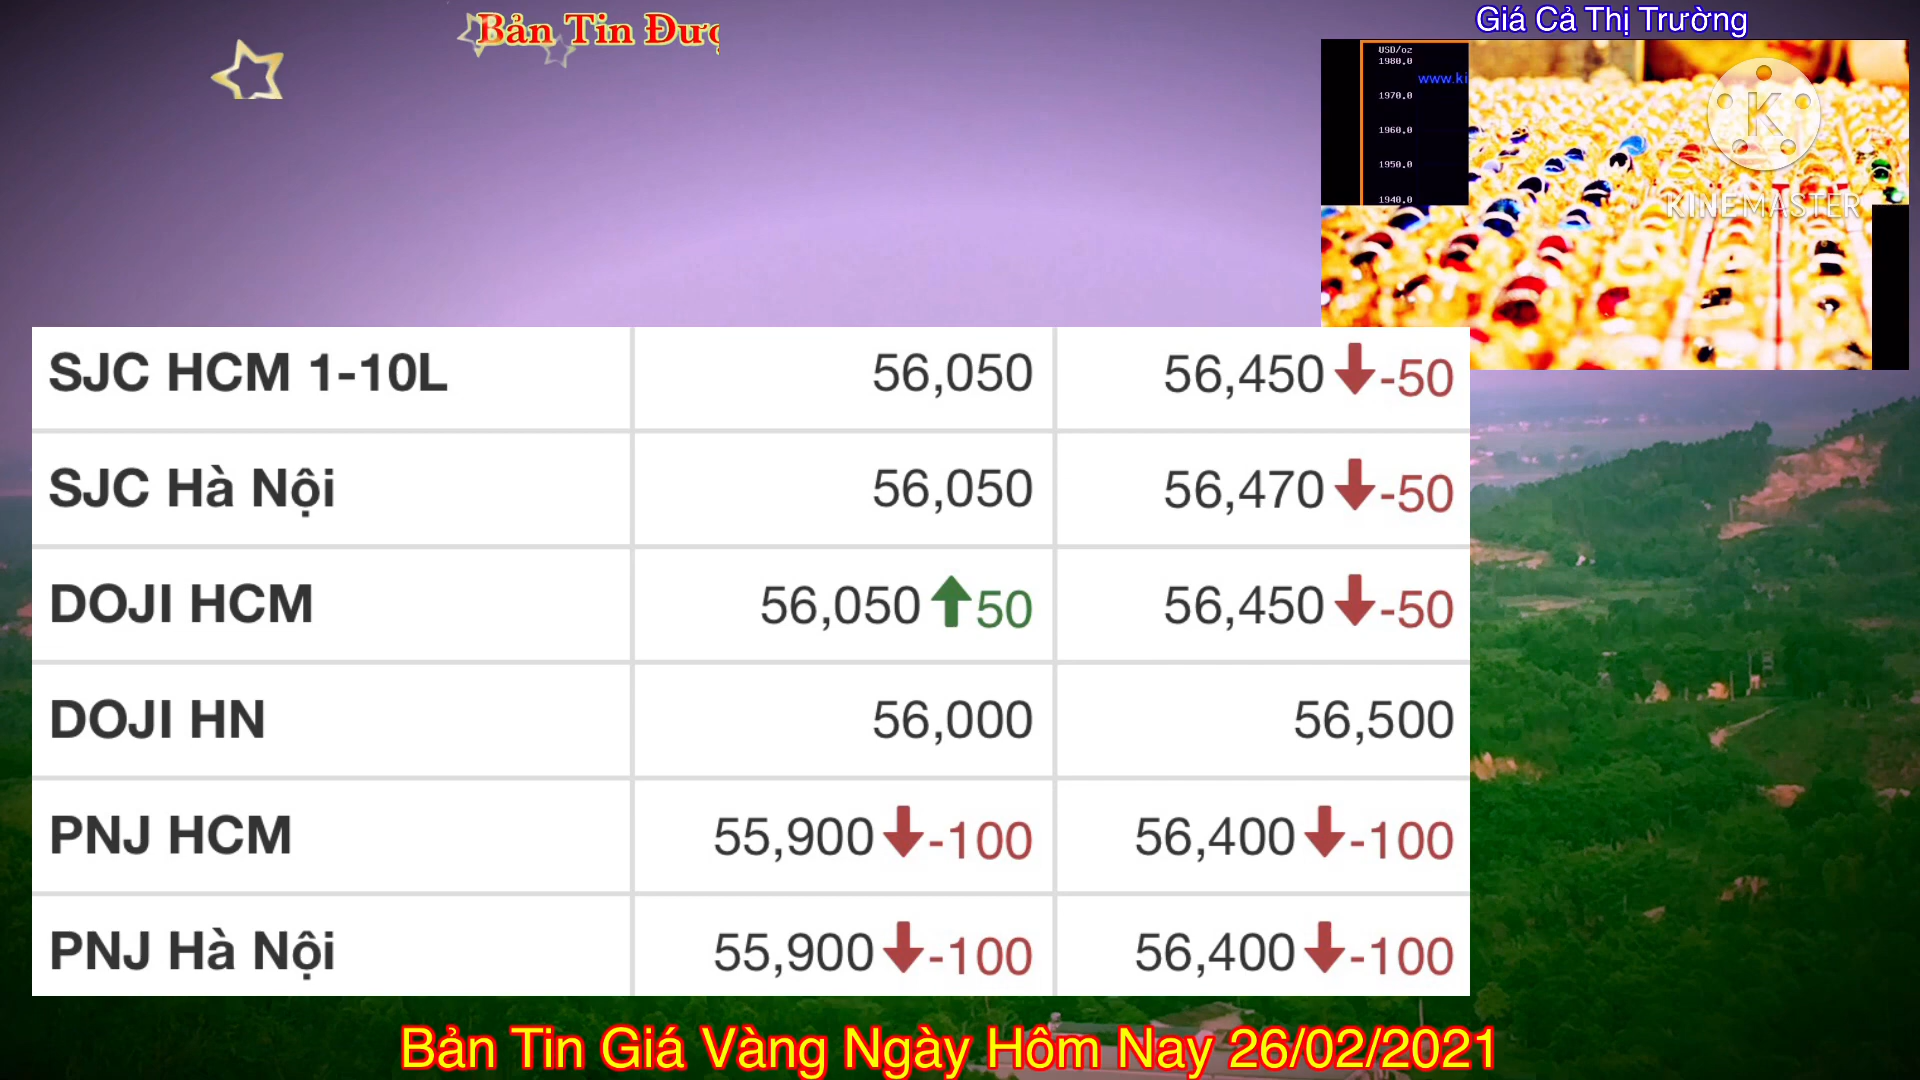 Bản Tin Đượ
Giá Cả Thị Trường
USD/oz
1980.0
www.ki
1970.0
1960.0
1950.0
1940.0
K
KINEMASTER
SJC HCM 1-10L 56,050 56,450 -50
SJC Hà Nội 56,050 56,470 -50
DOJI HCM 56,050 50 56,450 -50
DOJI HN 56,000 56,500
PNJ HCM 55,900 -100 56,400 -100
PNJ Hà Nội 55,900 -100 56,400 -100
Bản Tin Giá Vàng Ngày Hôm Nay 26/02/2021